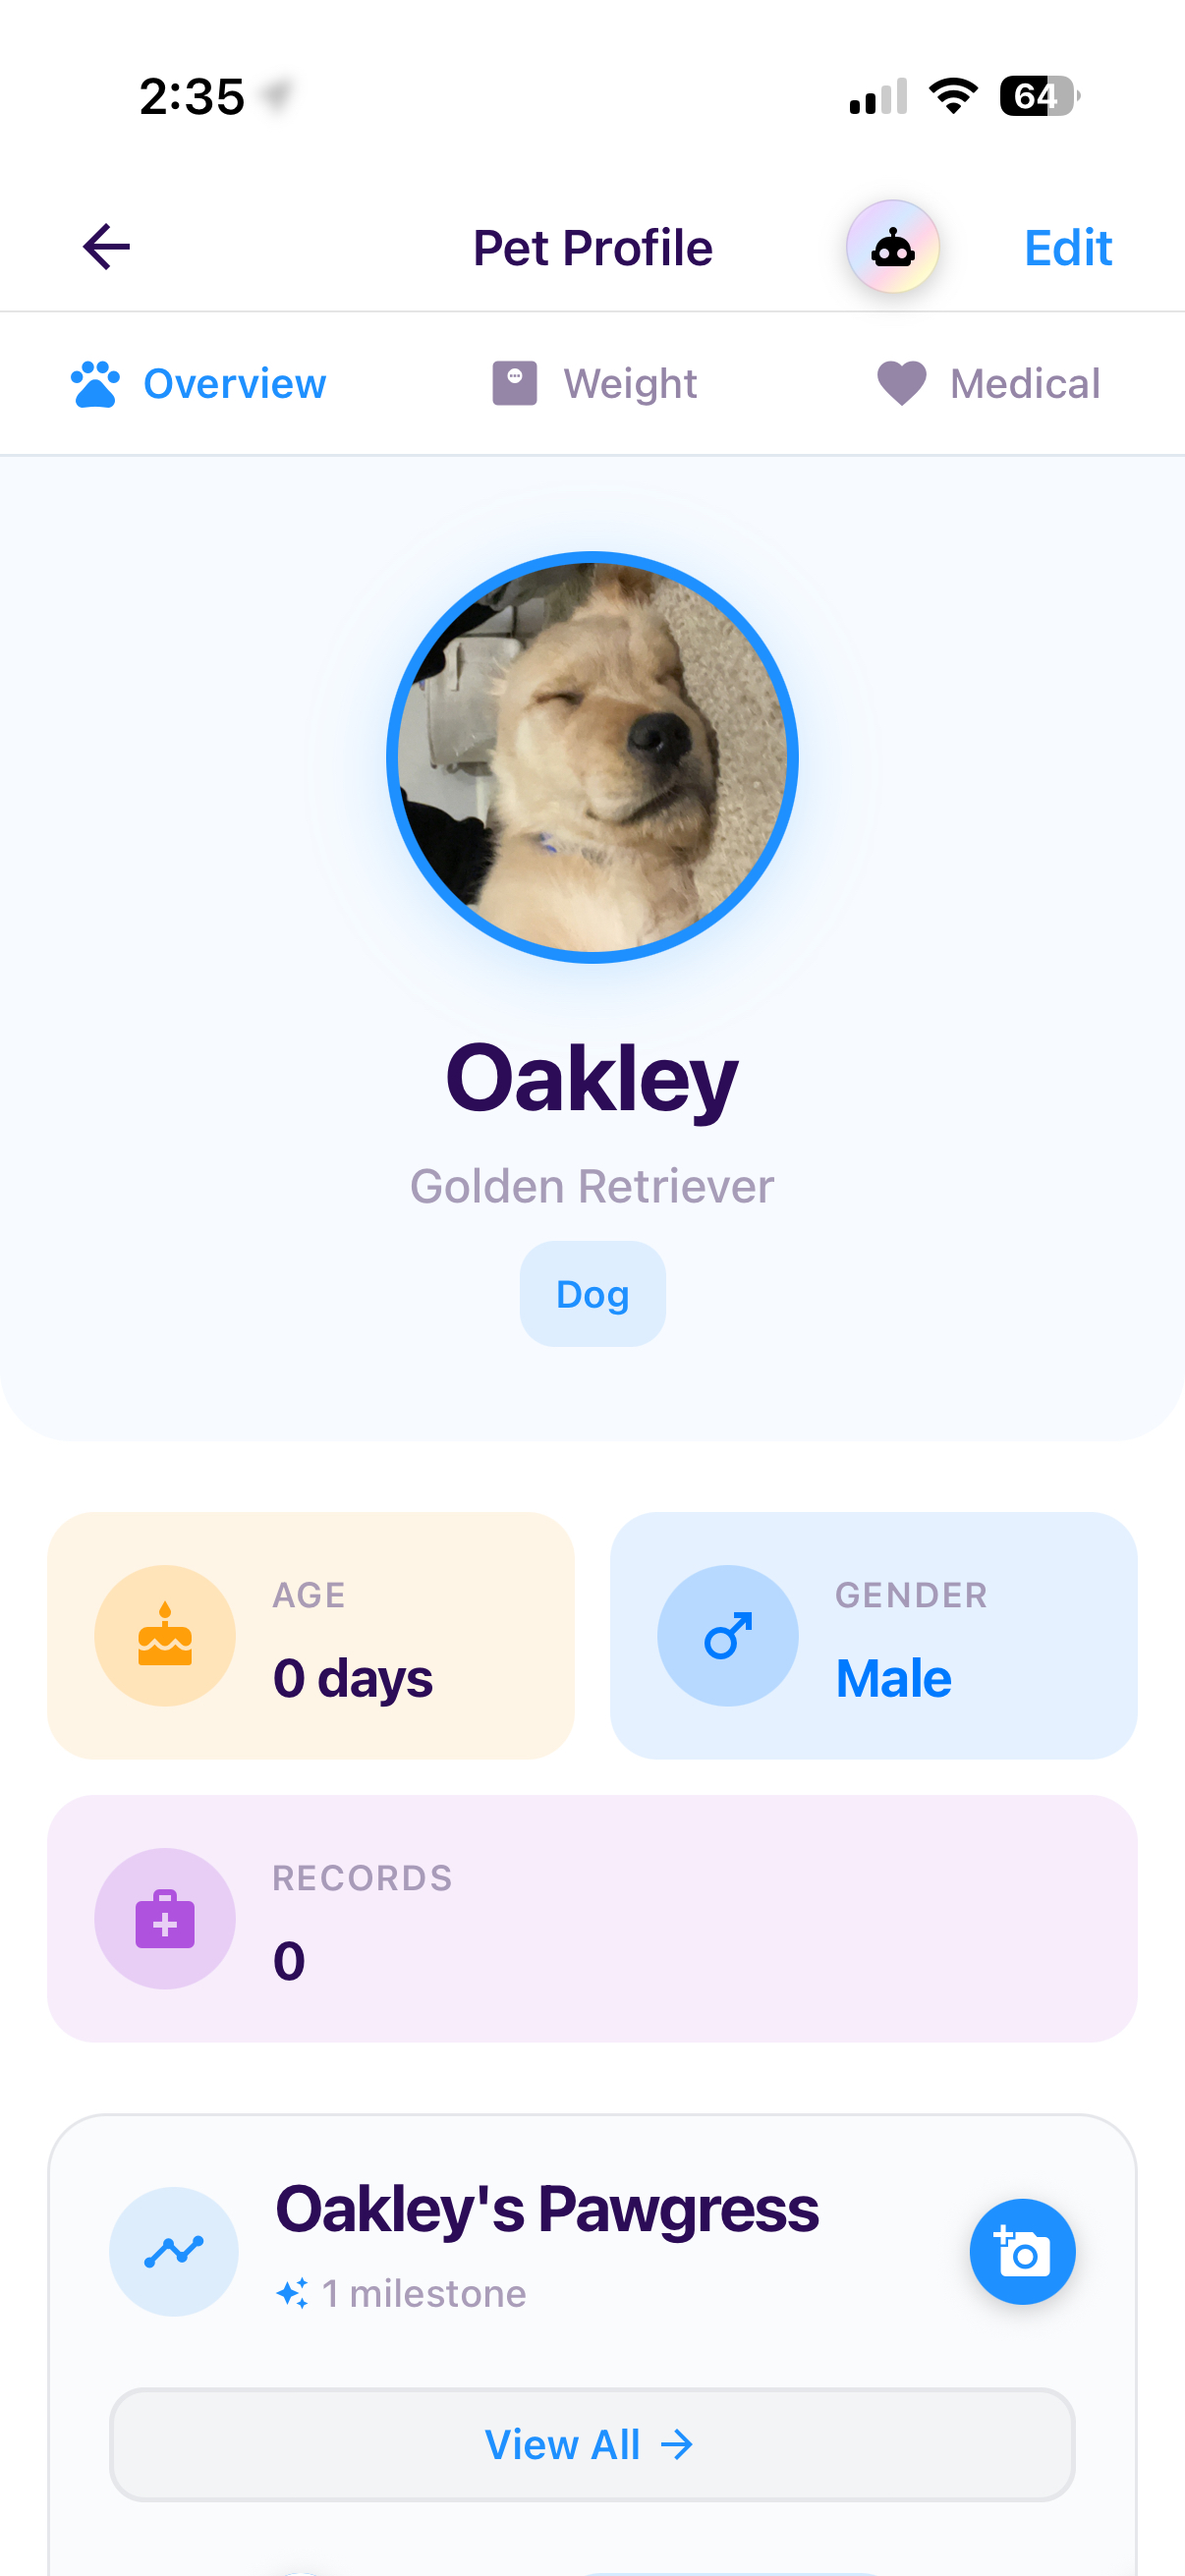 2:35
64
Pet Profile
Edit
Overview
Weight
Medical
Oakley
Golden Retriever
Dog
AGE
0 days
GENDER
Male
RECORDS
0
Oakley's Pawgress
1 milestone
View All